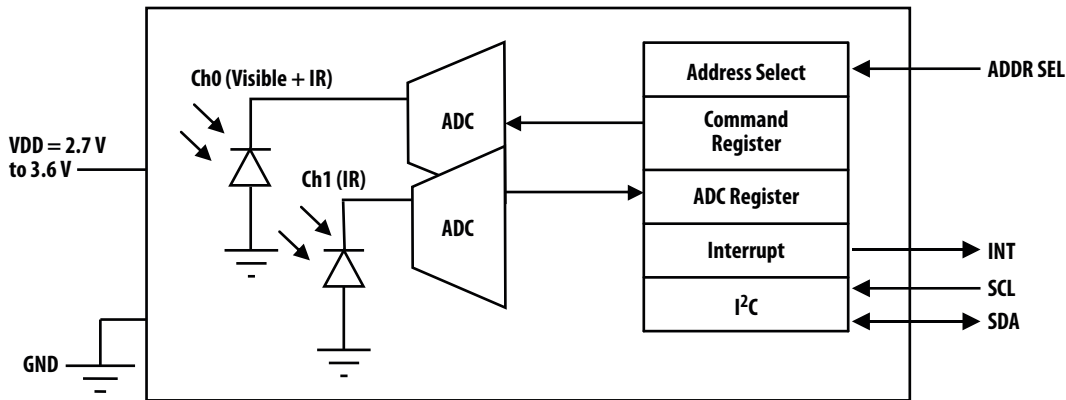 Ch0 (Visible + IR)
VDD = 2.7 V
to 3.6 V
GND
Ch1 (IR)
ADC
ADC
Address Select
Command
Register
ADC Register
Interrupt
I²C
ADDR SEL
INT
SCL
SDA